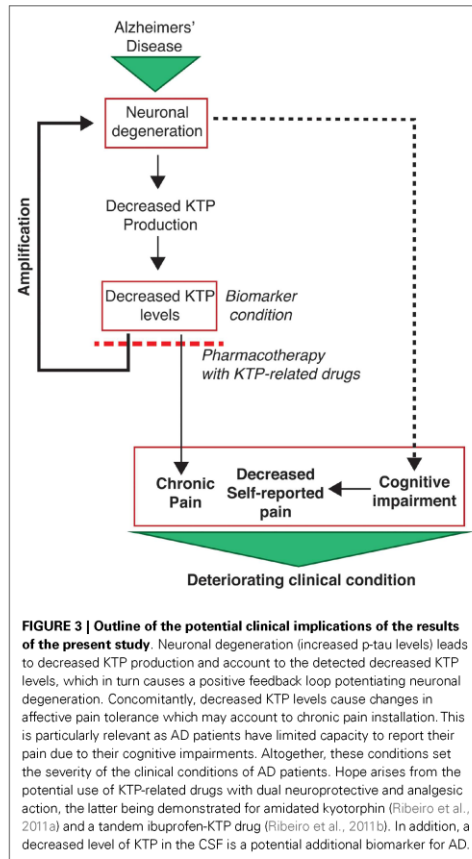 Alzheimers'
Disease
Neuronal
degeneration
Decreased KTP
Production
Amplification
Decreased KTP
levels
Biomarker
condition
Pharmacotherapy
with KTP-related drugs
Chronic
Pain
Decreased
Self-reported
pain
Cognitive
impairment
Deteriorating clinical condition
FIGURE 3 | Outline of the potential clinical implications of the results
of the present study. Neuronal degeneration (increased p-tau levels) leads
to decreased KTP production and account to the detected decreased KTP
levels, which in turn causes a positive feedback loop potentiating neuronal
degeneration. Concomitantly, decreased KTP levels cause changes in
affective pain tolerance which may account to chronic pain installation. This
is particularly relevant as AD patients have limited capacity to report their
pain due to their cognitive impairments. Altogether, these conditions set
the severity of the clinical conditions of AD patients. Hope arises from the
potential use of KTP-related drugs with dual neuroprotective and analgesic
action, the latter being demonstrated for amidated kyotorphin (Ribeiro et al.,
2011a) and a tandem ibuprofen-KTP drug (Ribeiro et al., 2011b). In addition, a
decreased level of KTP in the CSF is a potential additional biomarker for AD.